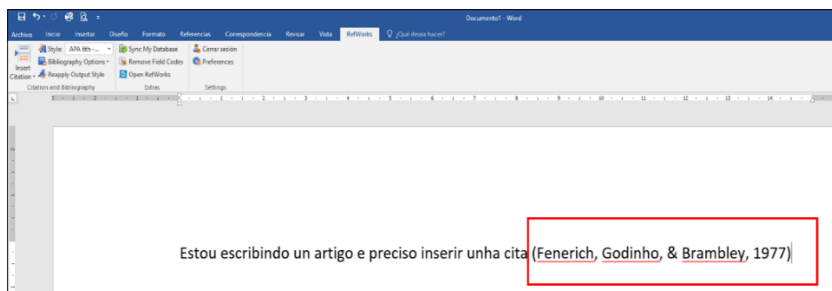 Documento1 - Word
Archivo Inicio Insertar Diseño Formato Referencias Correspondencia Revisar Vista RefWorks ¿Qué desea hacer?
Insert Citation
Style: APA 6th -...
Bibliography Options
Reapply Output Style
Citation and Bibliography
Sync My Database
Remove Field Codes
Open RefWorks
Extras
Cerrar sesión
Preferences
Settings
Estou escribindo un artigo e preciso inserir unha cita (Fenerich, Godinho, & Brambley, 1977)